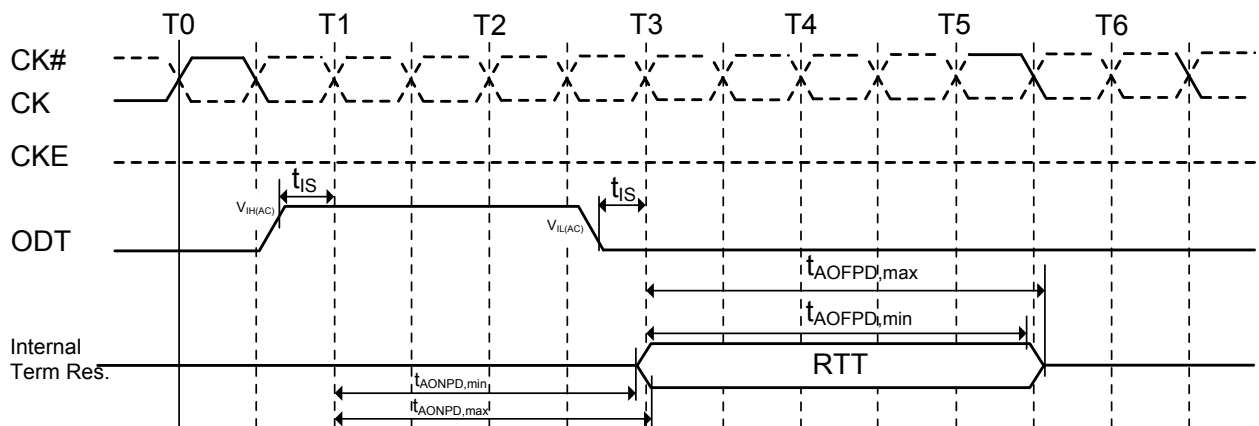 T0 T1 T2 T3 T4 T5 T6
CK#
CK
CKE
tIS
tIS
VIH(AC)
VIL(AC)
ODT
tAOFPD,max
tAOFPD,min
Internal
Term Res.
RTT
tAONPD,min
tAONPD,max